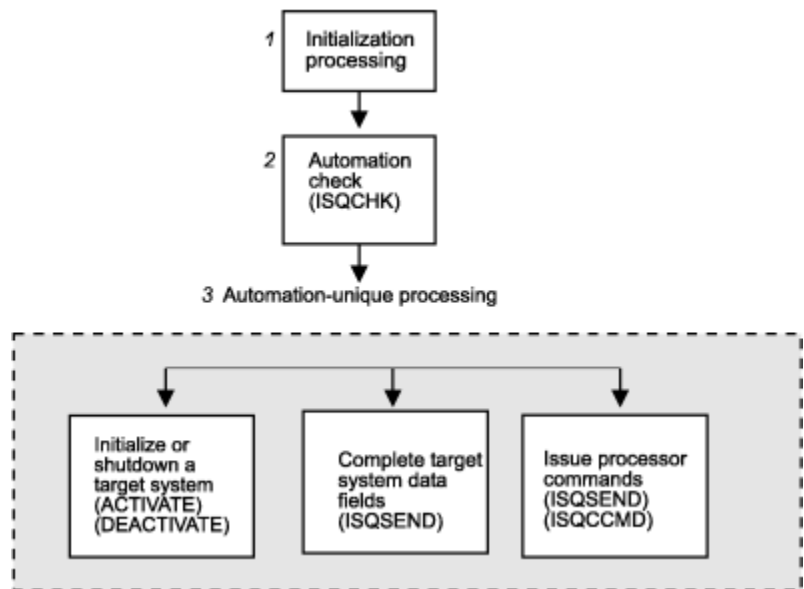 1 Initialization
processing
2 Automation
check
(ISQCHK)
3 Automation-unique processing
Initialize or
shutdown a
target system
(ACTIVATE)
(DEACTIVATE)
Complete target
system data
fields
(ISQSEND)
Issue processor
commands
(ISQSEND)
(ISQCCMD)